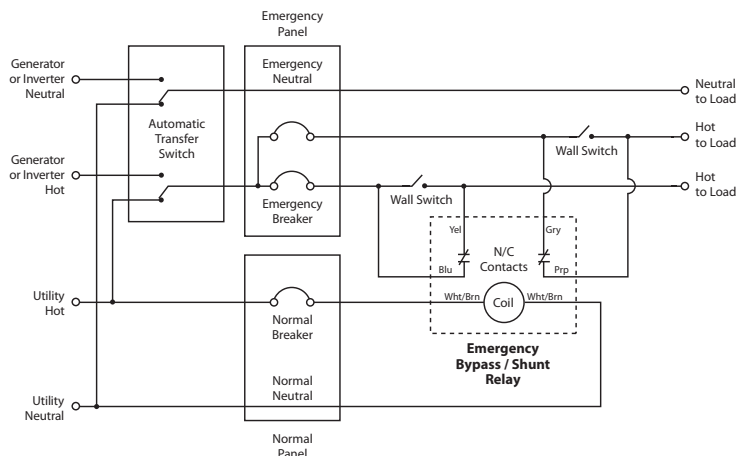 Emergency
Panel
Generator
or Inverter
Neutral
Emergency
Neutral
Neutral
to Load
Automatic
Transfer
Switch
Hot
to Load
Wall Switch
Generator
or Inverter
Hot
Hot
to Load
Emergency
Breaker
Wall Switch
Yel
Gry
N/C
Contacts
Blu
Prp
Utility
Hot
Wht/Brn
Coil
Wht/Brn
Normal
Breaker
Emergency
Bypass / Shunt
Relay
Normal
Neutral
Utility
Neutral
Normal
Panel